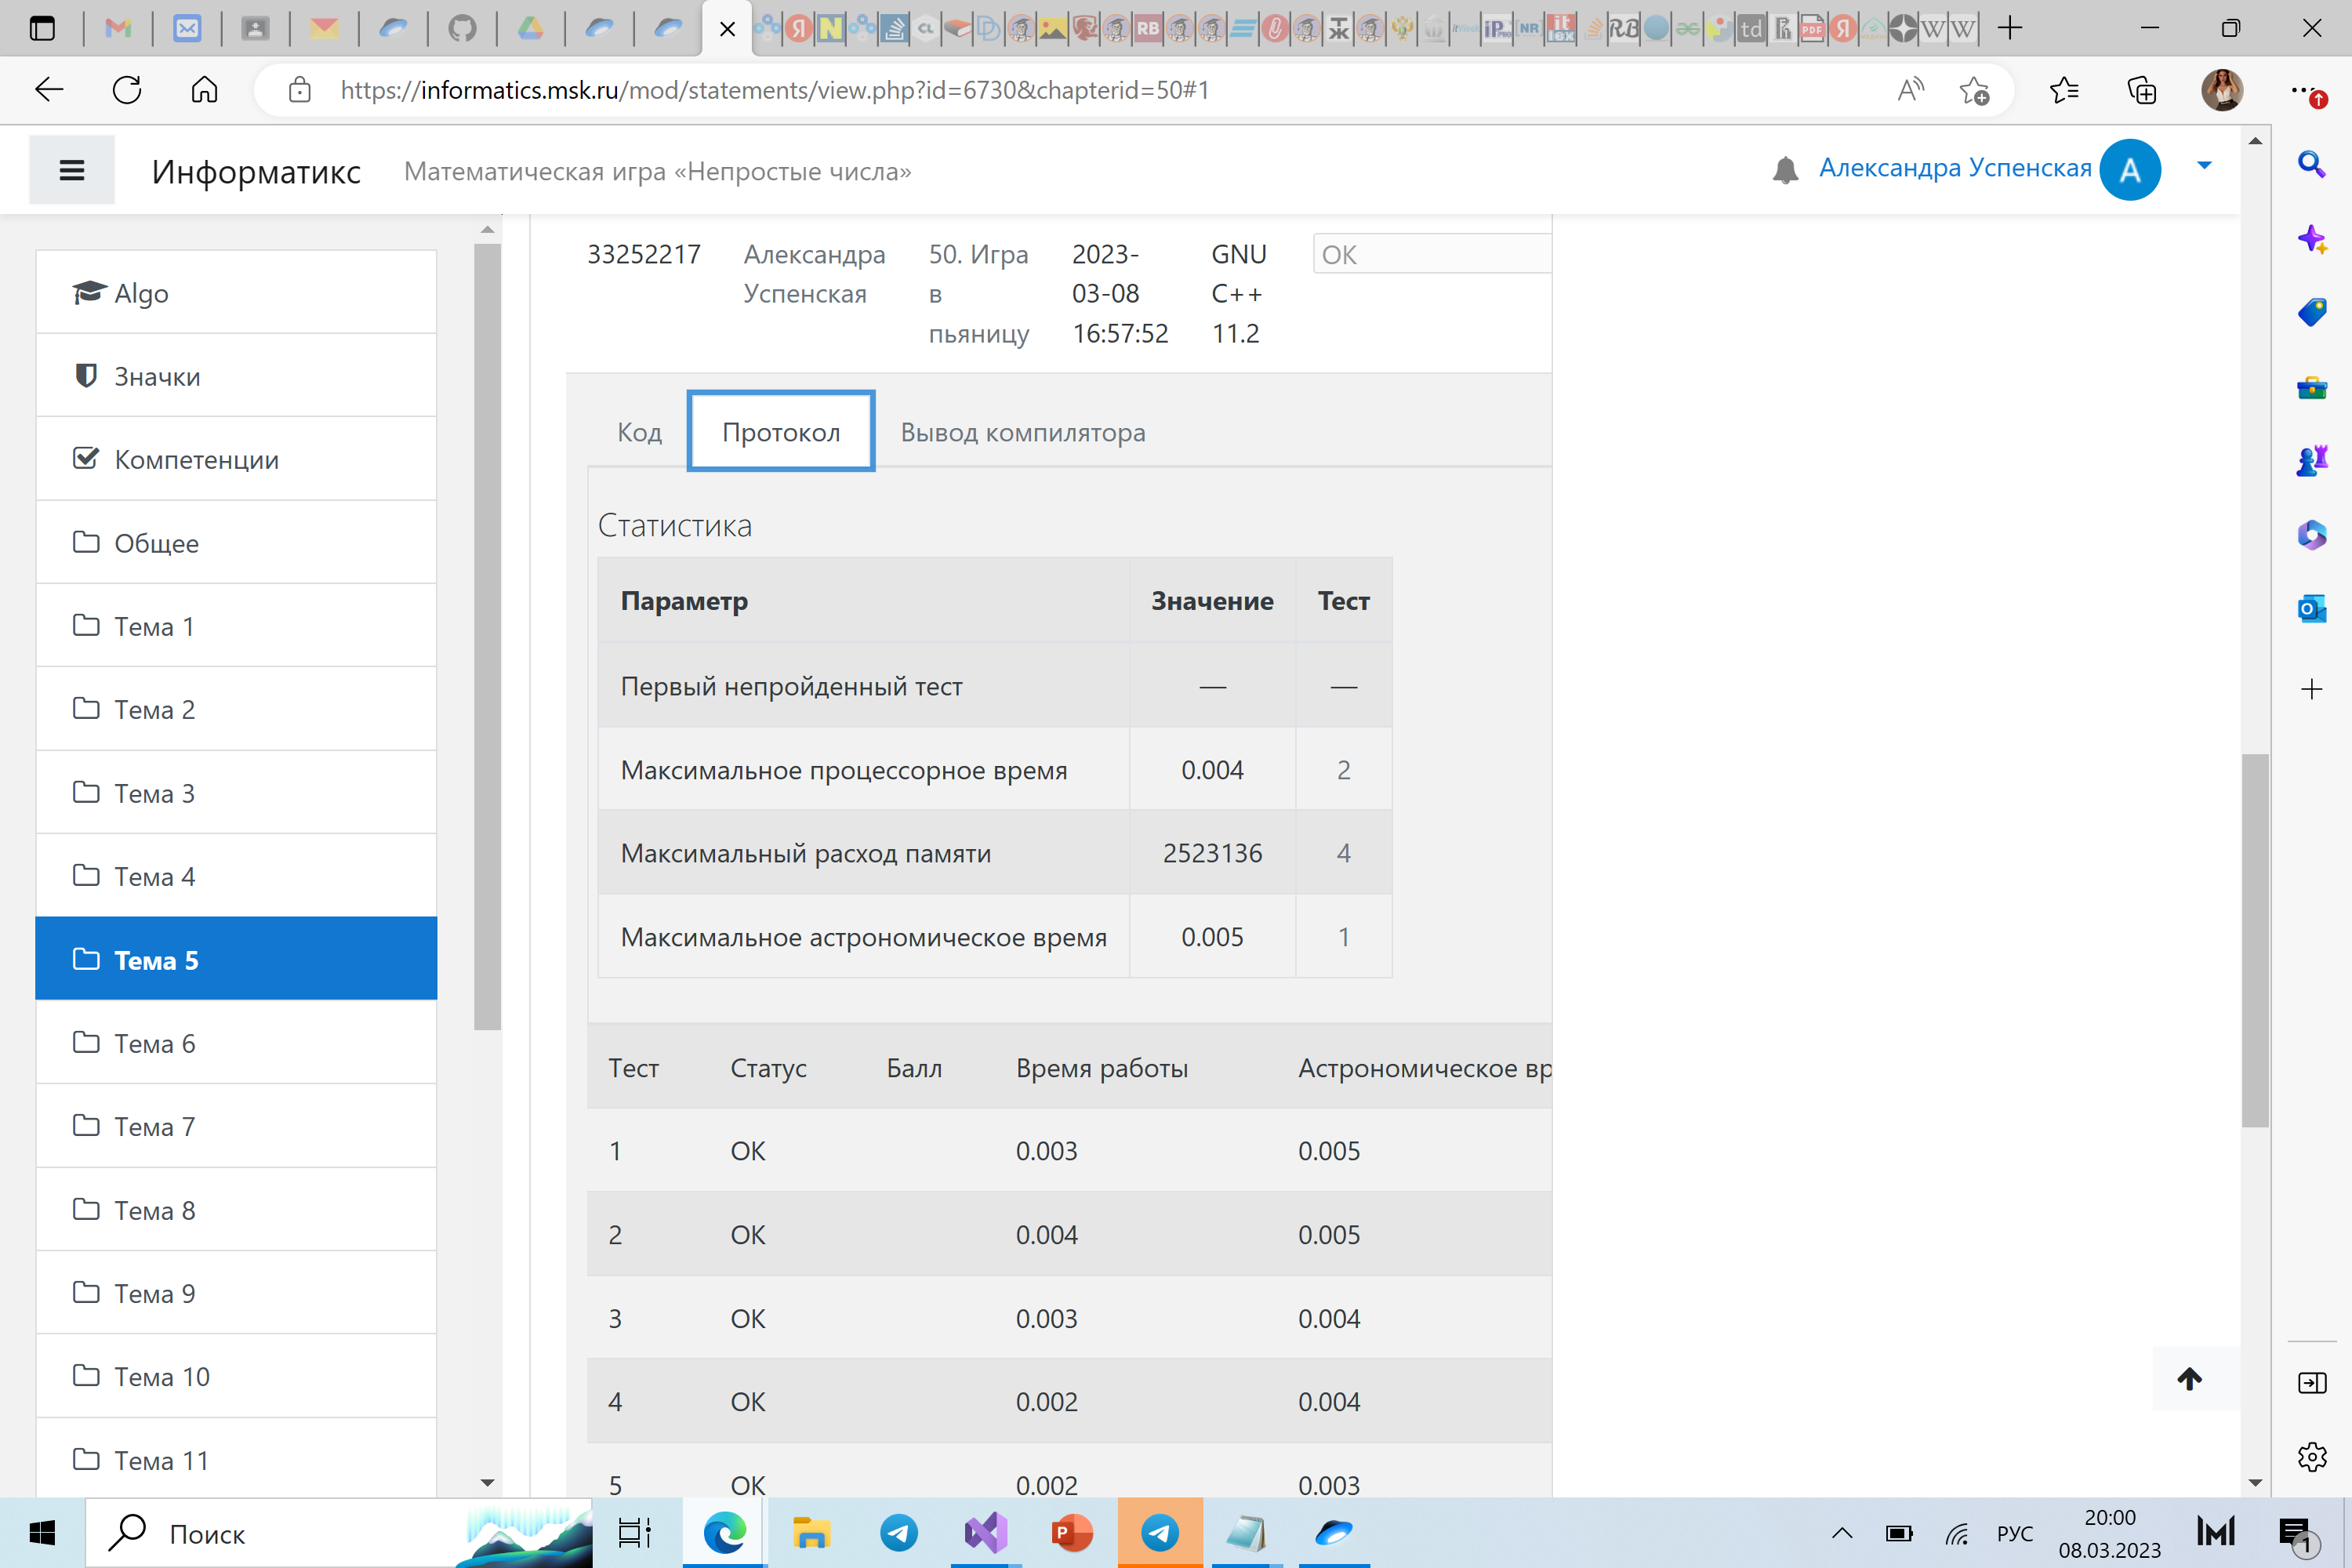 https://informatics.msk.ru/mod/statements/view.php?id=6730&chapterid=50#1
Информатикс
Математическая игра «Непростые числа»
Александра Успенская
A
Algo
Значки
Компетенции
Общее
Тема 1
Тема 2
Тема 3
Тема 4
Тема 5
Тема 6
Тема 7
Тема 8
Тема 9
Тема 10
Тема 11
33252217 Александра 50. Игра 2023- GNU OK
Успенская в 03-08 C++
пьяницу 16:57:52 11.2
Код Протокол Вывод компилятора
Статистика
Параметр Значение Тест
Первый непройденный тест — —
Максимальное процессорное время 0.004 2
Максимальный расход памяти 2523136 4
Максимальное астрономическое время 0.005 1
Тест Статус Балл Время работы Астрономическое вр
1 OK 0.003 0.005
2 OK 0.004 0.005
3 OK 0.003 0.004
4 OK 0.002 0.004
5 OK 0.002 0.003
Поиск
РУС
20:00
08.03.2023
1